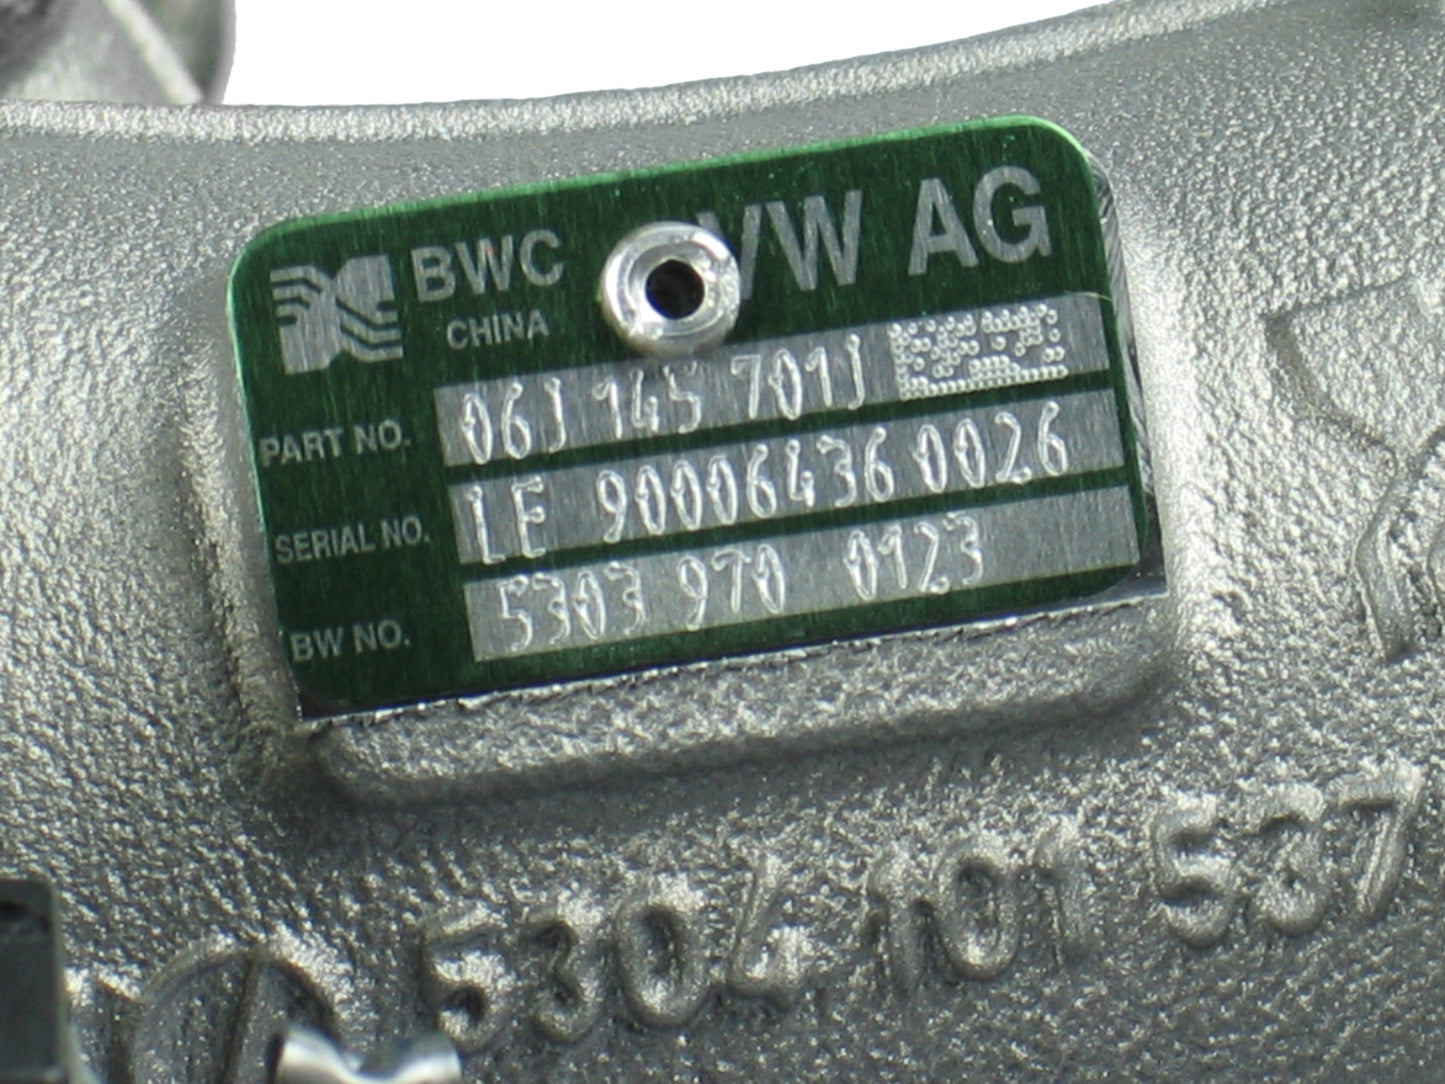 BWC VW AG
CHINA
PART NO. 06J 145 701J
SERIAL NO. LE 90006436 0026
BW NO. 5303 970 0123
5304 101 537